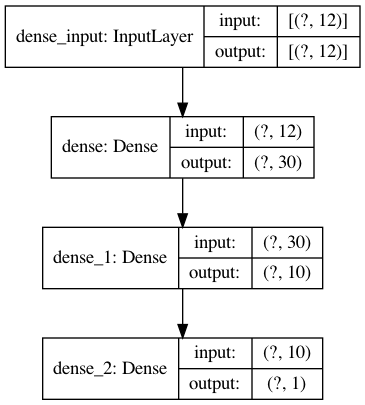 dense_input: InputLayer
input: [(?, 12)]
output: [(?, 12)]
dense: Dense
input: (?, 12)
output: (?, 30)
dense_1: Dense
input: (?, 30)
output: (?, 10)
dense_2: Dense
input: (?, 10)
output: (?, 1)